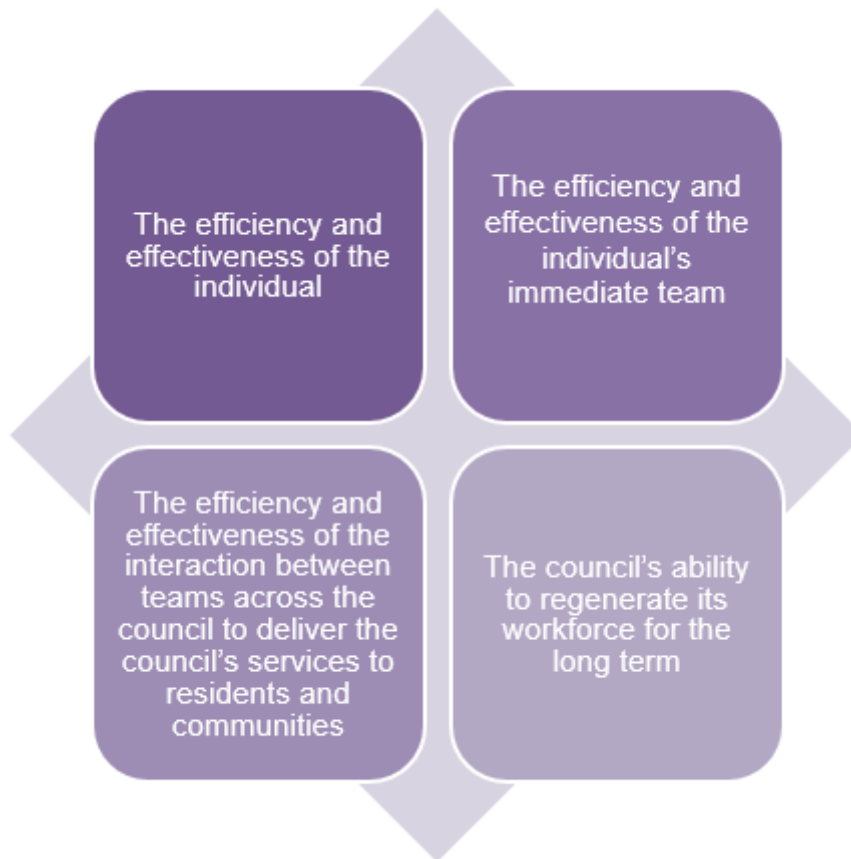 The efficiency and
effectiveness of the
individual
The efficiency and
effectiveness of the
individual’s
immediate team
The efficiency and
effectiveness of the
interaction between
teams across the
council to deliver the
council’s services to
residents and
communities
The council’s ability
to regenerate its
workforce for the
long term